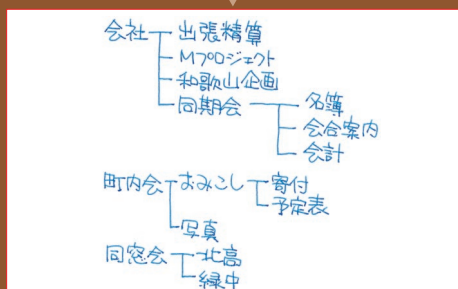 会社 出張精算
Mプロジェクト
和歌山企画
同期会 名簿
会合案内
会計
町内会 おみこし 寄付
予定表
写真
同窓会 北高
緑中